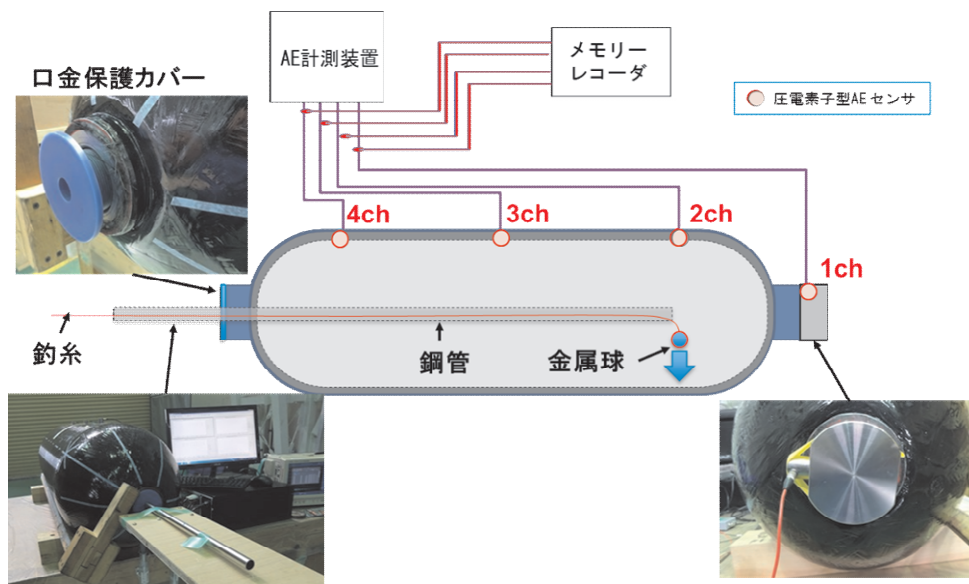 AE計測装置
メモリー
レコーダ
口金保護カバー
圧電素子型AEセンサ
4ch
3ch
2ch
1ch
釣糸
鋼管
金属球